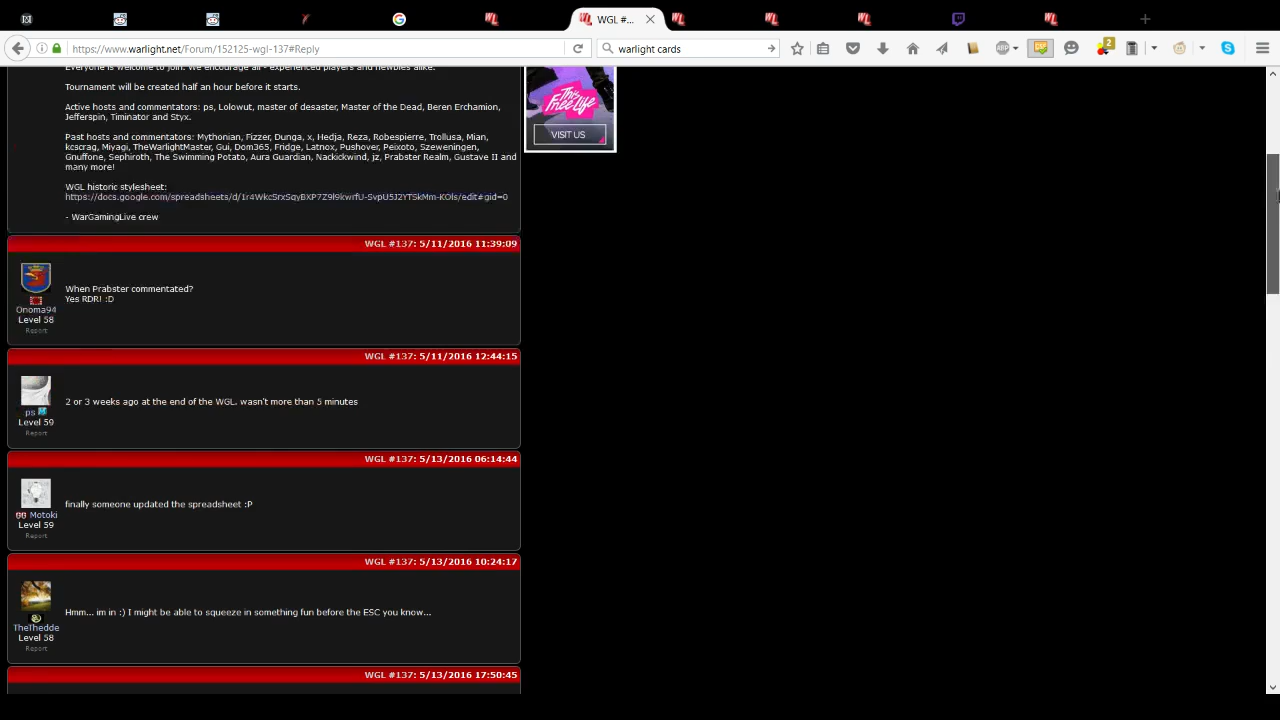 WGL #...
https://www.warlight.net/Forum/152125-wgl-137#Reply
warlight cards
2
Everyone is welcome to join. We encourage all - experienced players and newbies alike.
Tournament will be created half an hour before it starts.
Active hosts and commentators: ps, Lolowut, master of desaster, Master of the Dead, Beren Erchamion,
Jefferspin, Timinator and Styx.
Past hosts and commentators: Mythonian, Fizzer, Dunga, x, Hedja, Reza, Robespierre, Trollusa, Mian,
kcscrag, Miyagi, TheWarlightMaster, Gui, Dom365, Fridge, Latnox, Pushover, Peixoto, Szeweningen,
Gnuffone, Sephiroth, The Swimming Potato, Aura Guardian, Nackickwind, jz, Prabster Realm, Gustave II and
many more!
WGL historic stylesheet:
- WarGamingLive crew
This Free Life
VISIT US
WGL #137: 5/11/2016 11:39:09
When Prabster commentated?
Yes RDR! :D
Onoma94
Level 58
Report
WGL #137: 5/11/2016 12:44:15
2 or 3 weeks ago at the end of the WGL. wasn't more than 5 minutes
ps
Level 59
Report
WGL #137: 5/13/2016 06:14:44
finally someone updated the spreadsheet :P
Motoki
Level 59
Report
WGL #137: 5/13/2016 10:24:17
Hmm... im in :) I might be able to squeeze in something fun before the ESC you know...
TheThedde
Level 58
Report
WGL #137: 5/13/2016 17:50:45